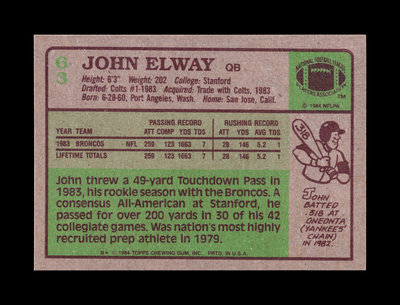 63
JOHN ELWAY QB
Height: 6'3" Weight: 202 College: Stanford
Drafted: Colts #1-1983 Acquired: Trade with Colts, 1983
Born: 6-28-60, Port Angeles, Wash. Home: San Jose, Calif.
TM
© 1984 NFLPA
PASSING RECORD RUSHING RECORD
YEAR TEAM ATT COMP YDS TDS ATT YDS AVG TDS
1983 BRONCOS NFL 259 123 1663 7 28 146 5.2 1
LIFETIME TOTALS 259 123 1663 7 28 146 5.2 1
John threw a 49-yard Touchdown Pass in
1983, his rookie season with the Broncos. A
consensus All-American at Stanford, he
passed for over 200 yards in 30 of his 42
collegiate games. Was nation's most highly
recruited prep athlete in 1979.
.318
JOHN
BATTED
.318 AT
ONEONTA
(YANKEES'
CHAIN)
IN 1982.
© 1984 TOPPS CHEWING GUM, INC. PRTD. IN U.S.A.